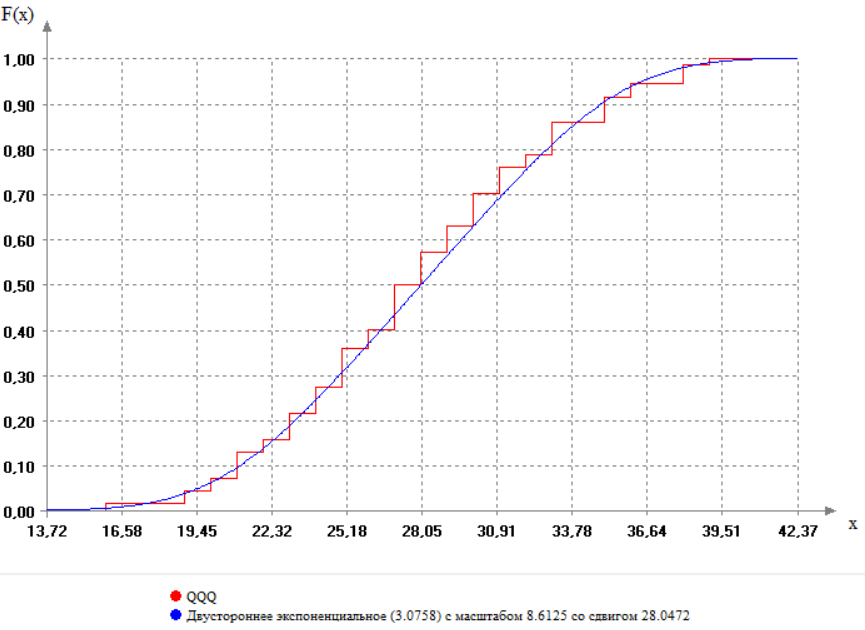 F(x)
1,00
0,90
0,80
0,70
0,60
0,50
0,40
0,30
0,20
0,10
0,00
13,72 16,58 19,45 22,32 25,18 28,05 30,91 33,78 36,64 39,51 42,37 x
QQQ
Двустороннее экспоненциальное (3.0758) с масштабом 8.6125 со сдвигом 28.0472